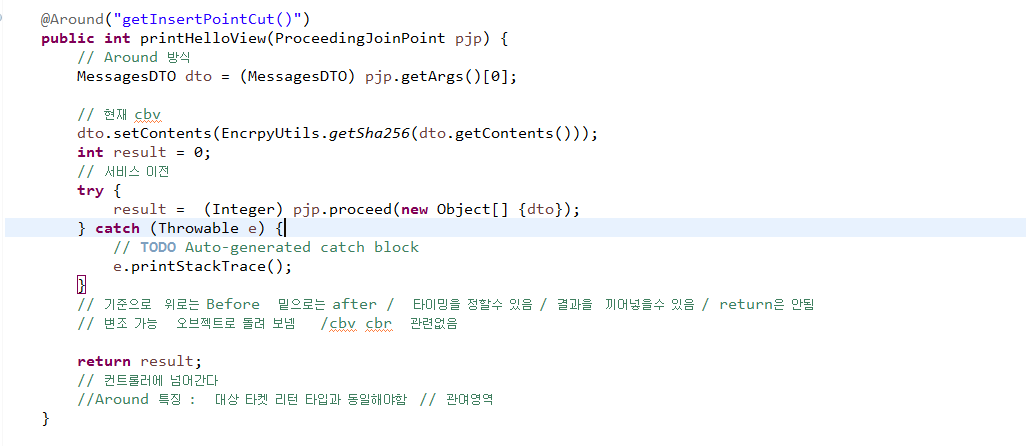 @Around("getInsertPointCut()")
public int printHelloView(ProceedingJoinPoint pjp) {
// Around 방식
MessagesDTO dto = (MessagesDTO) pjp.getArgs()[0];
// 현재 cbv
dto.setContents(EncrpyUtils.getSha256(dto.getContents()));
int result = 0;
// 서비스 이전
try {
result =  (Integer) pjp.proceed(new Object[] {dto});
} catch (Throwable e) {
// TODO Auto-generated catch block
e.printStackTrace();
}
// 기준으로 위로는 Before 밑으로는 after / 타이밍을 정할수 있음 / 결과을 끼어넣을수 있음 / return은 안됨
// 변조 가능 오브젝트로 돌려 보냄 /cbv cbr 관련없음
return result;
// 컨트롤러에 넘어간다
//Around 특징 : 대상 타켓 리턴 타입과 동일해야함 // 관여영역
}